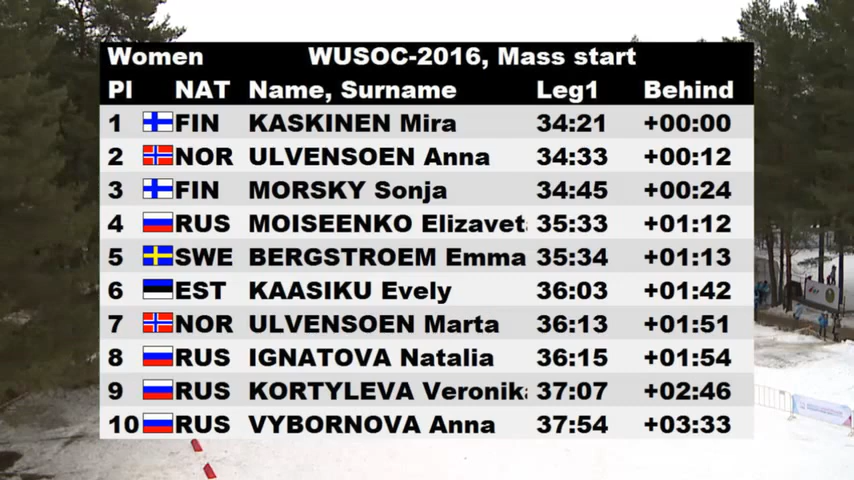 Women WUSOC-2016, Mass start
Pl NAT Name, Surname Leg1 Behind
1 FIN KASKINEN Mira 34:21 +00:00
2 NOR ULVENSOEN Anna 34:33 +00:12
3 FIN MORSKY Sonja 34:45 +00:24
4 RUS MOISEENKO Elizavet 35:33 +01:12
5 SWE BERGSTROEM Emma 35:34 +01:13
6 EST KAASIKU Evely 36:03 +01:42
7 NOR ULVENSOEN Marta 36:13 +01:51
8 RUS IGNATOVA Natalia 36:15 +01:54
9 RUS KORTYLEVA Veronika 37:07 +02:46
10 RUS VYBORNOVA Anna 37:54 +03:33